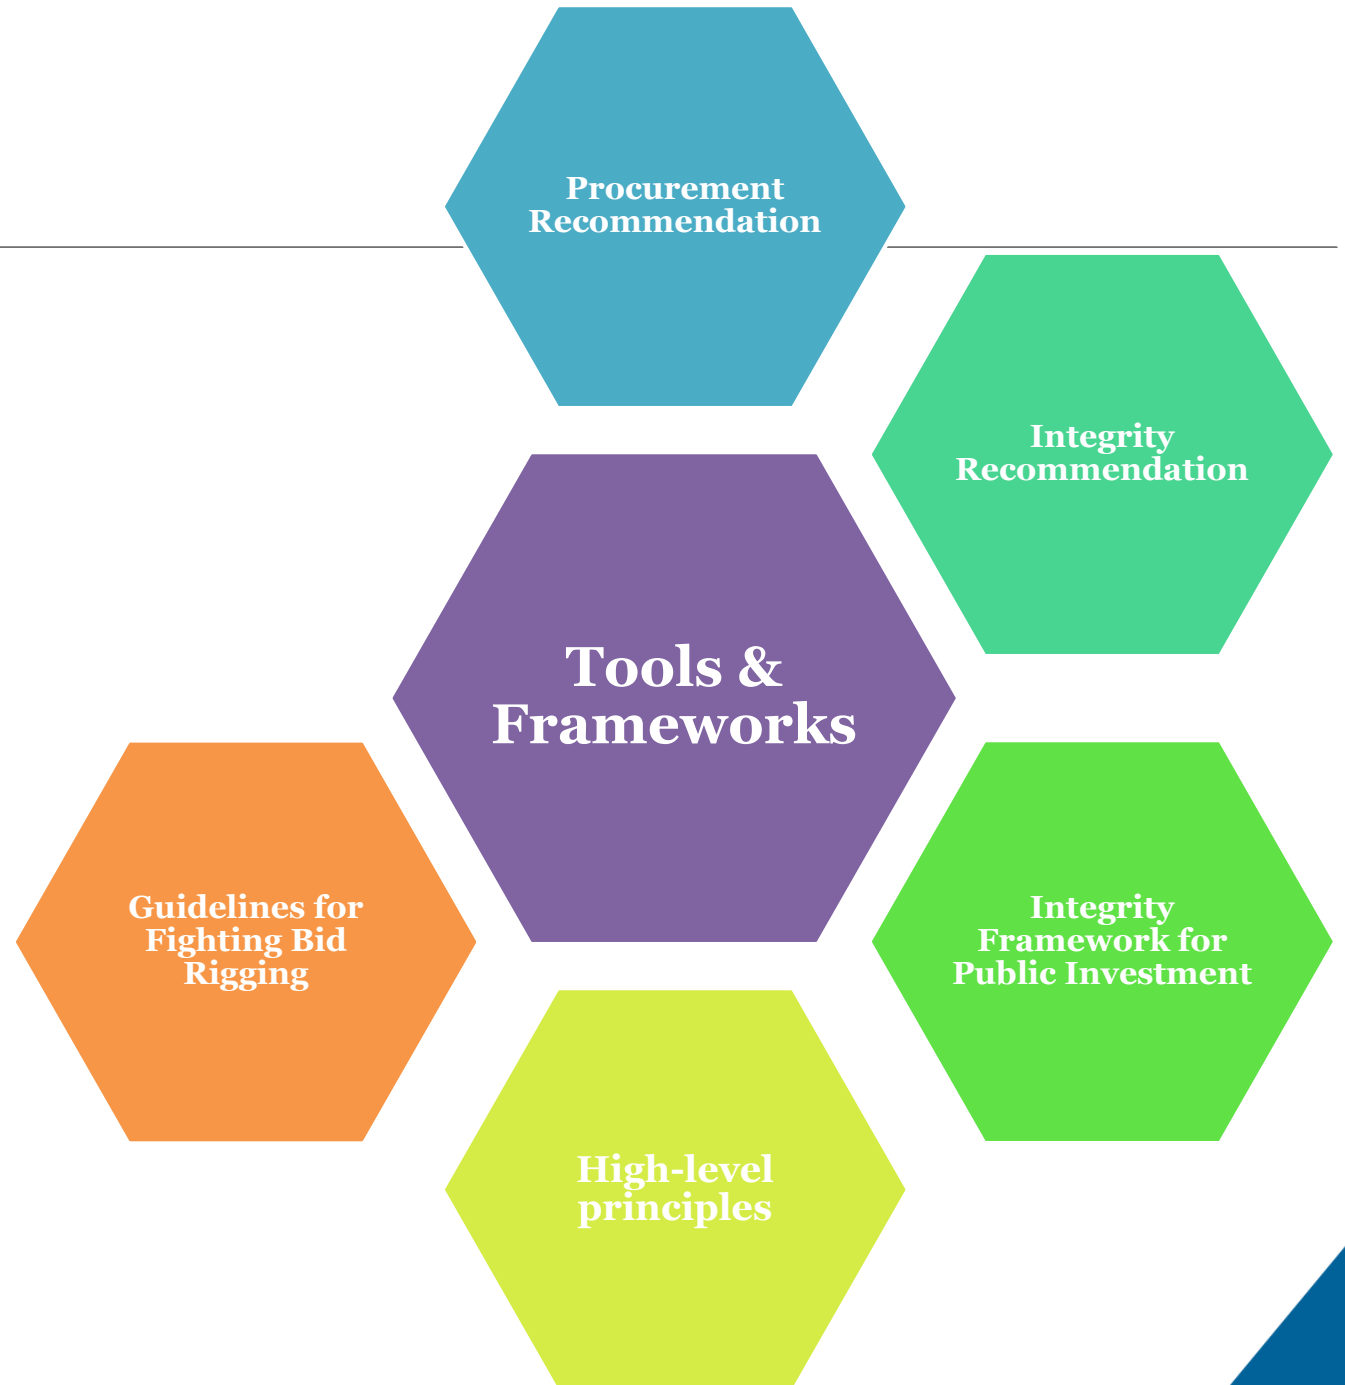 Procurement
Recommendation
Integrity
Recommendation
Tools &
Frameworks
Guidelines for
Fighting Bid
Rigging
Integrity
Framework for
Public Investment
High-level
principles